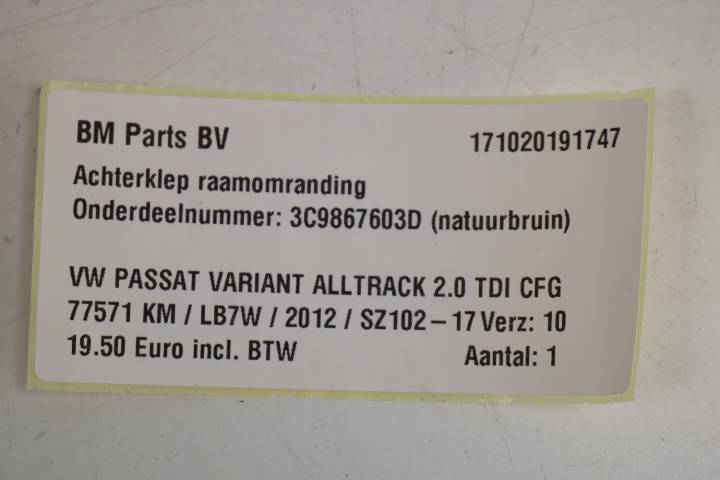 BM Parts BV 171020191747
Achterklep raamomranding
Onderdeelnummer: 3C9867603D (natuurbruin)
VW PASSAT VARIANT ALLTRACK 2.0 TDI CFG
77571 KM / LB7W / 2012 / SZ102-17 Verz: 10
19.50 Euro incl. BTW Aantal: 1